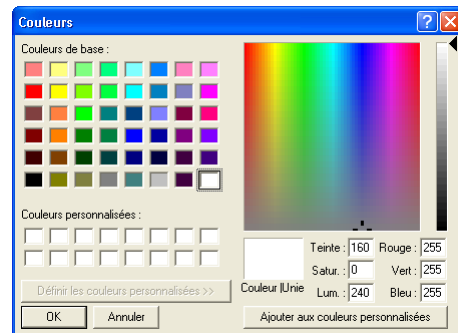 Couleurs
Couleurs de base :
Couleurs personnalisées :
Définir les couleurs personnalisées >>
OK Annuler
Couleur |Unie
Teinte : 160 Rouge : 255
Satur. : 0 Vert : 255
Lum. : 240 Bleu : 255
Ajouter aux couleurs personnalisées